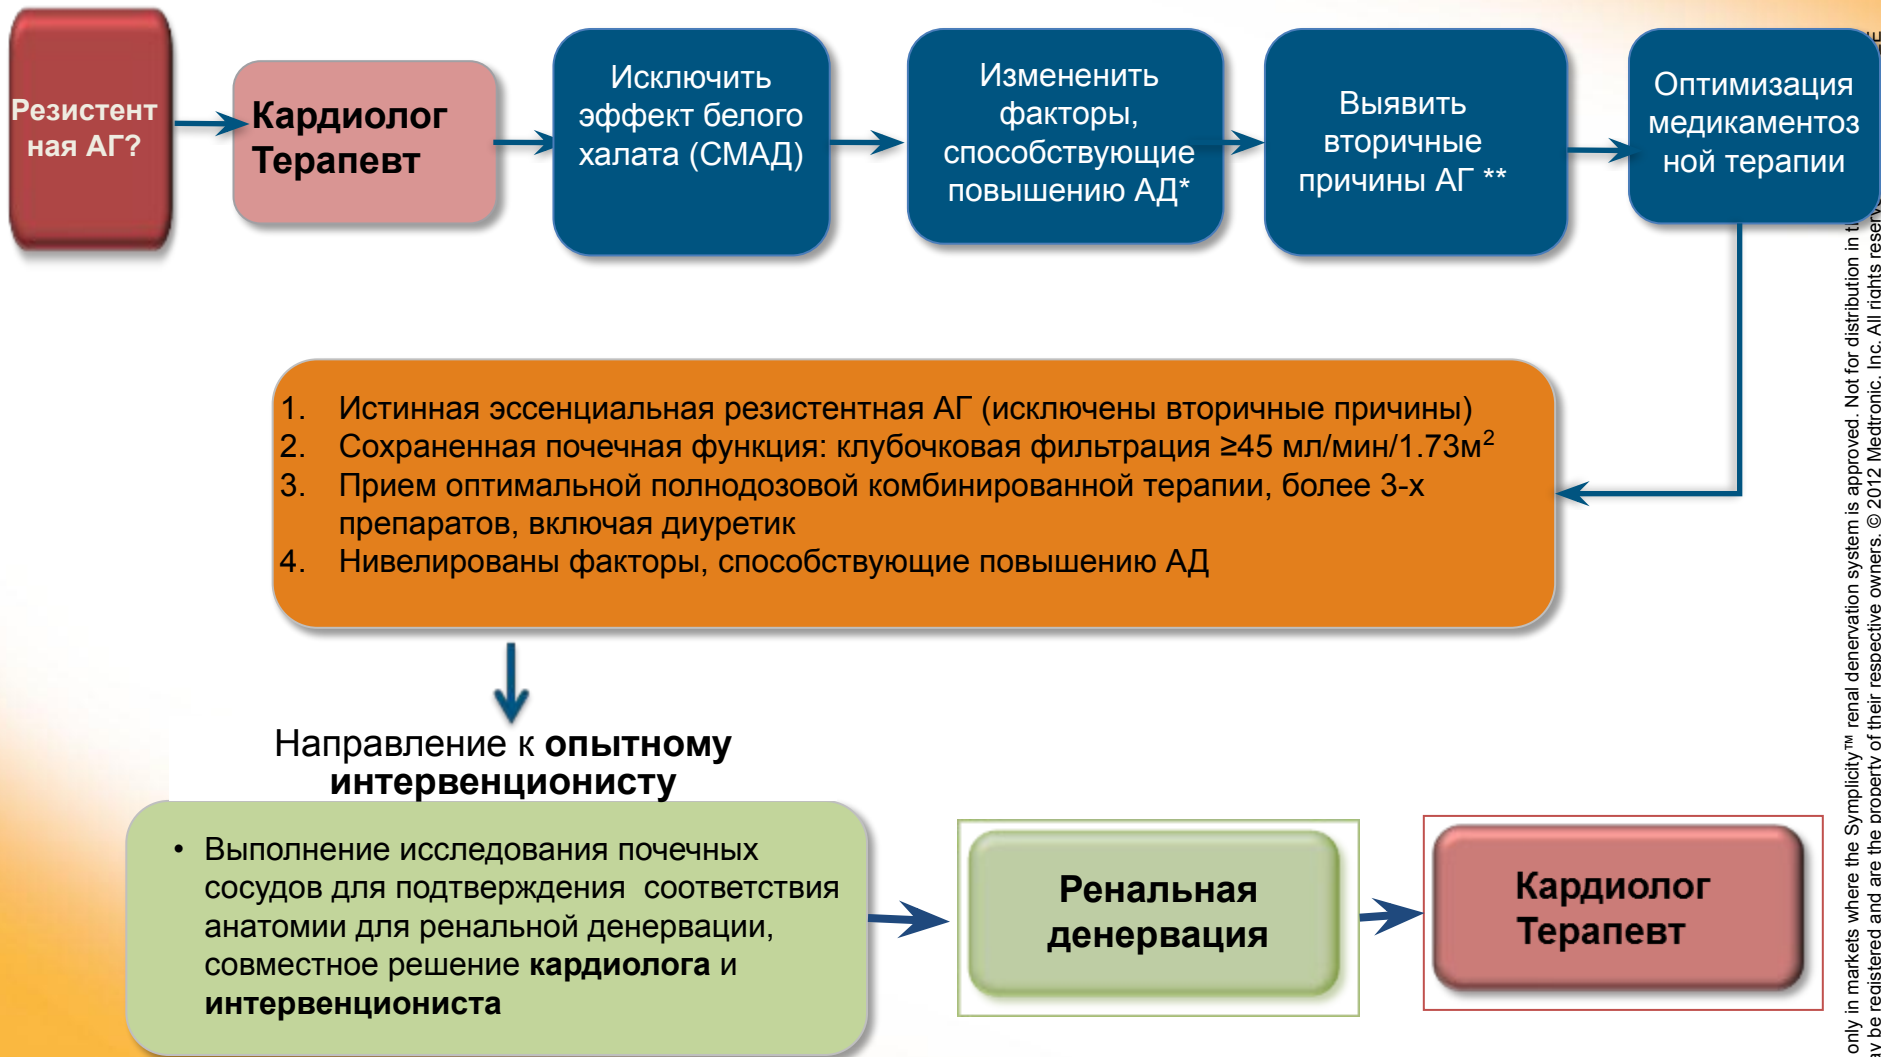 Резистент
ная АГ?
Кардиолог
Терапевт
Исключить
эффект белого
халата (СМАД)
Измененить
факторы,
способствующие
повышению АД*
Выявить
вторичные
причины АГ **
Оптимизация
медикаментоз
ной терапии
1. Истинная эссенциальная резистентная АГ (исключены вторичные причины)
2. Сохраненная почечная функция: клубочковая фильтрация ≥45 мл/мин/1.73м²
3. Прием оптимальной полнодозовой комбинированной терапии, более 3-х
препаратов, включая диуретик
4. Нивелированы факторы, способствующие повышению АД
Направление к опытному
интервенционисту
• Выполнение исследования почечных
сосудов для подтверждения соответствия
анатомии для ренальной денервации,
совместное решение кардиолога и
интервенциониста
Ренальная
денервация
Кардиолог
Терапевт
only in markets where the Symplicity™ renal denervation system is approved. Not for distribution in
be registered and are the property of their respective owners. © 2012 Medtronic, Inc. All rights